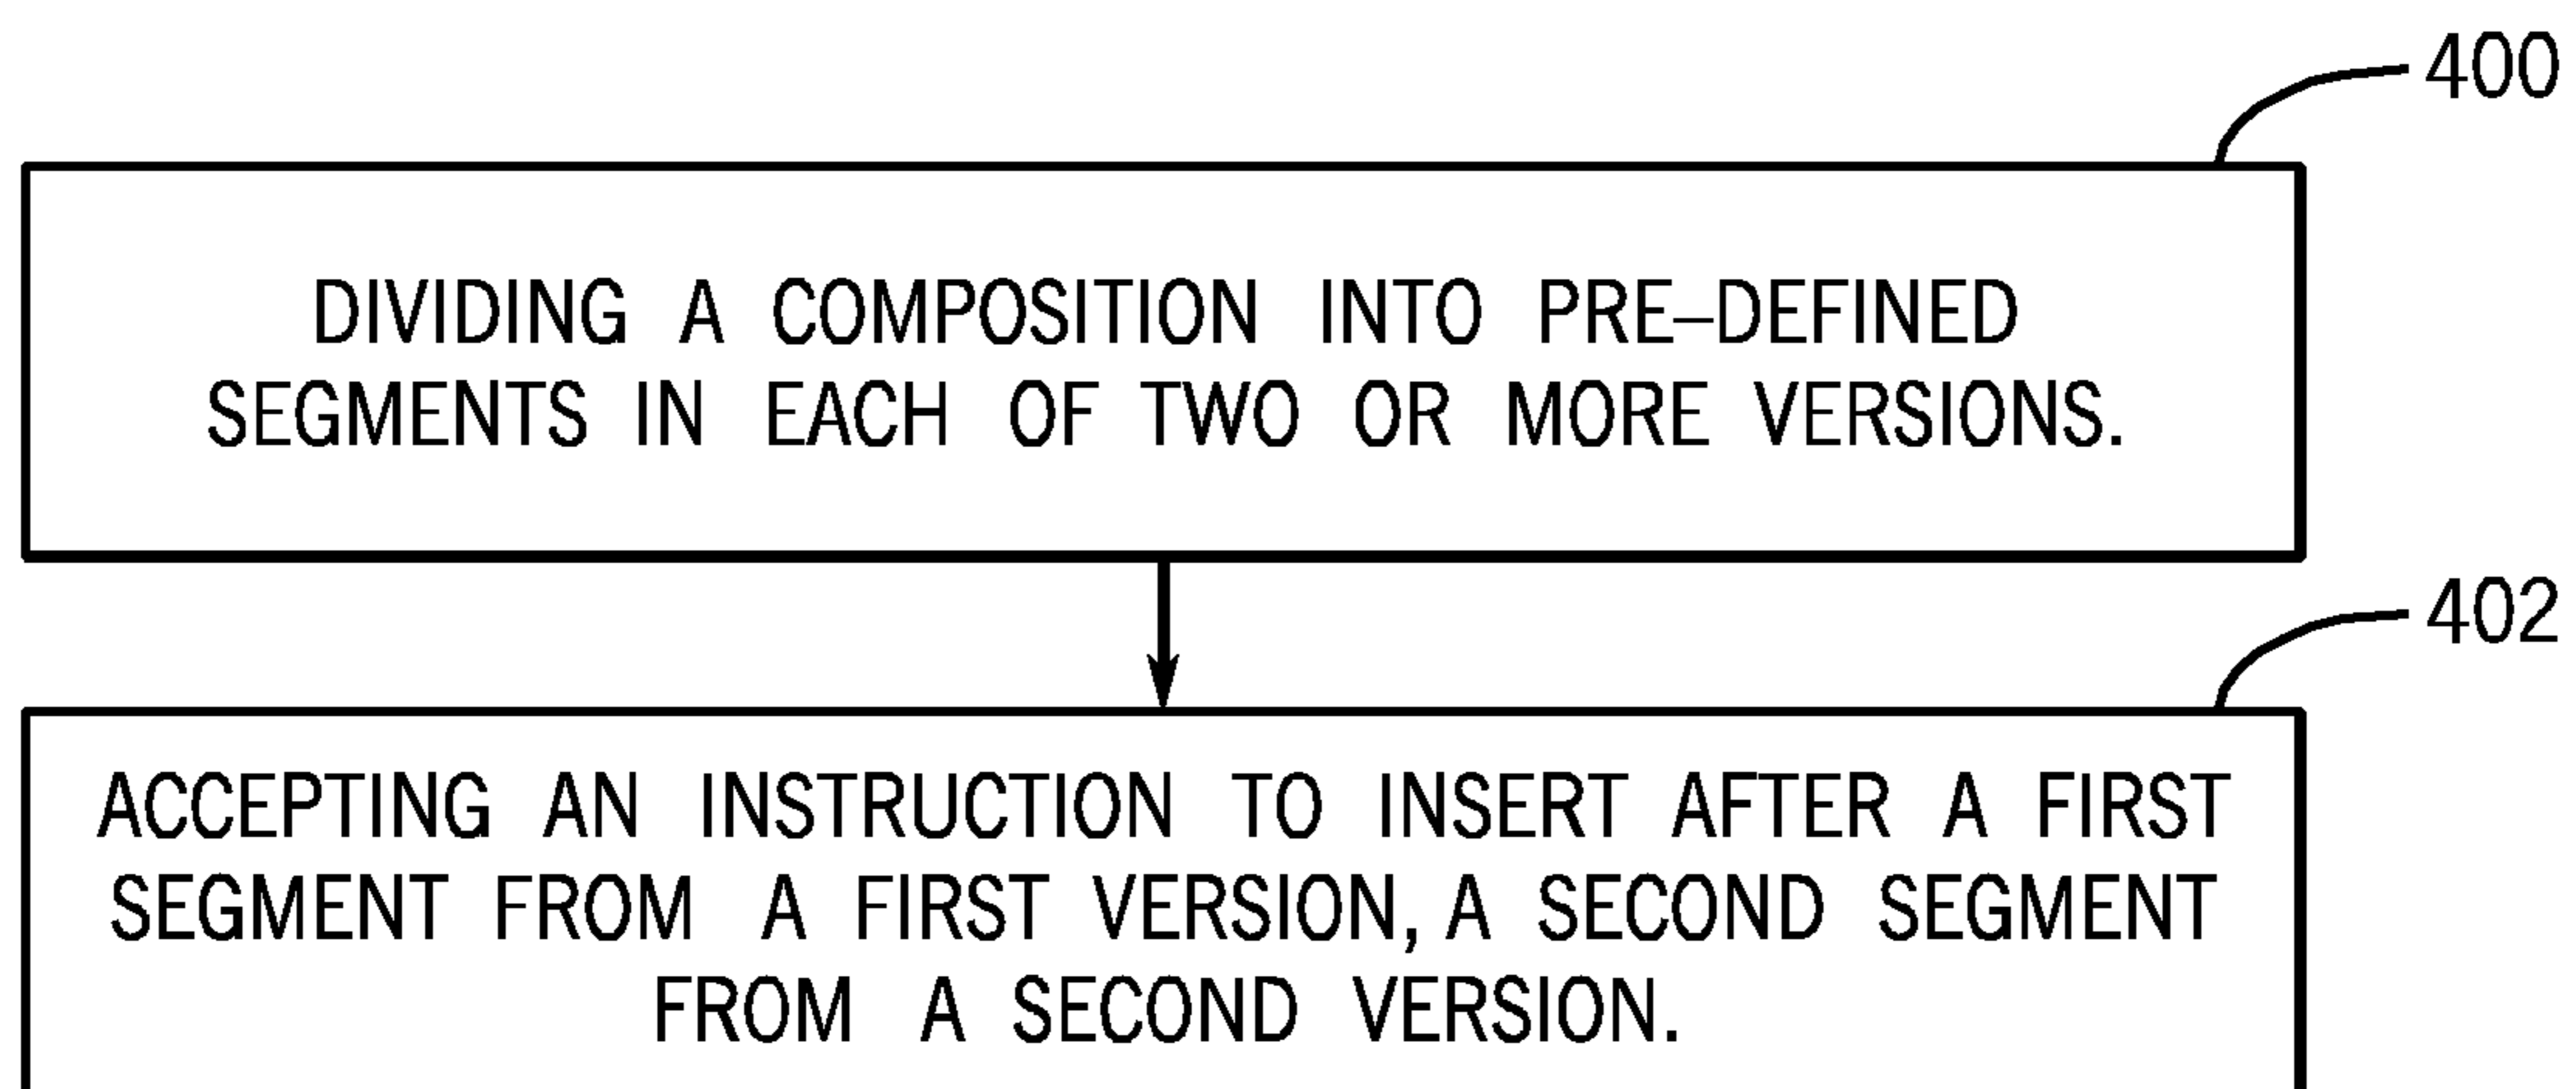 400
DIVIDING A COMPOSITION INTO PRE–DEFINED
SEGMENTS IN EACH OF TWO OR MORE VERSIONS.
402
ACCEPTING AN INSTRUCTION TO INSERT AFTER A FIRST
SEGMENT FROM A FIRST VERSION, A SECOND SEGMENT
FROM A SECOND VERSION.